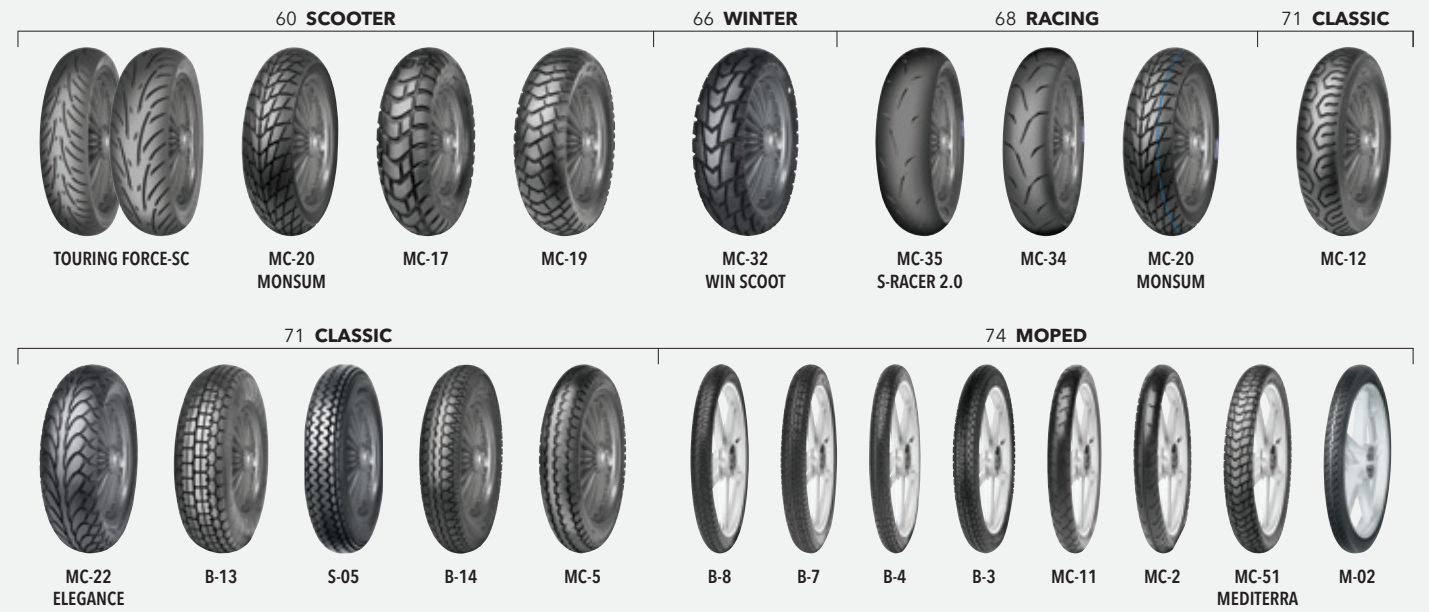 60 SCOOTER
66 WINTER
68 RACING
71 CLASSIC
TOURING FORCE-SC
MC-20
MONSUM
MC-17
MC-19
MC-32
WIN SCOOT
MC-35
S-RACER 2.0
MC-34
MC-20
MONSUM
MC-12
71 CLASSIC
74 MOPED
MC-22
ELEGANCE
B-13
S-05
B-14
MC-5
B-8
B-7
B-4
B-3
MC-11
MC-2
MC-51
MEDITERRA
M-02